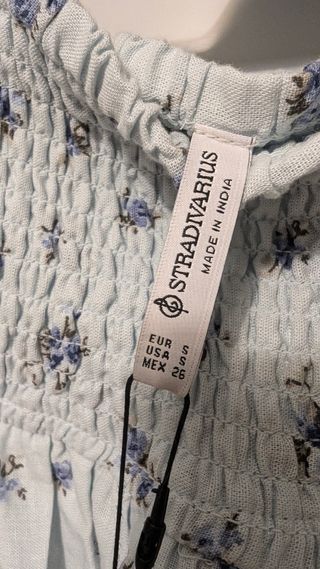 STRADIVARIUS
MADE IN INDIA
EUR S
USA S
MEX 26